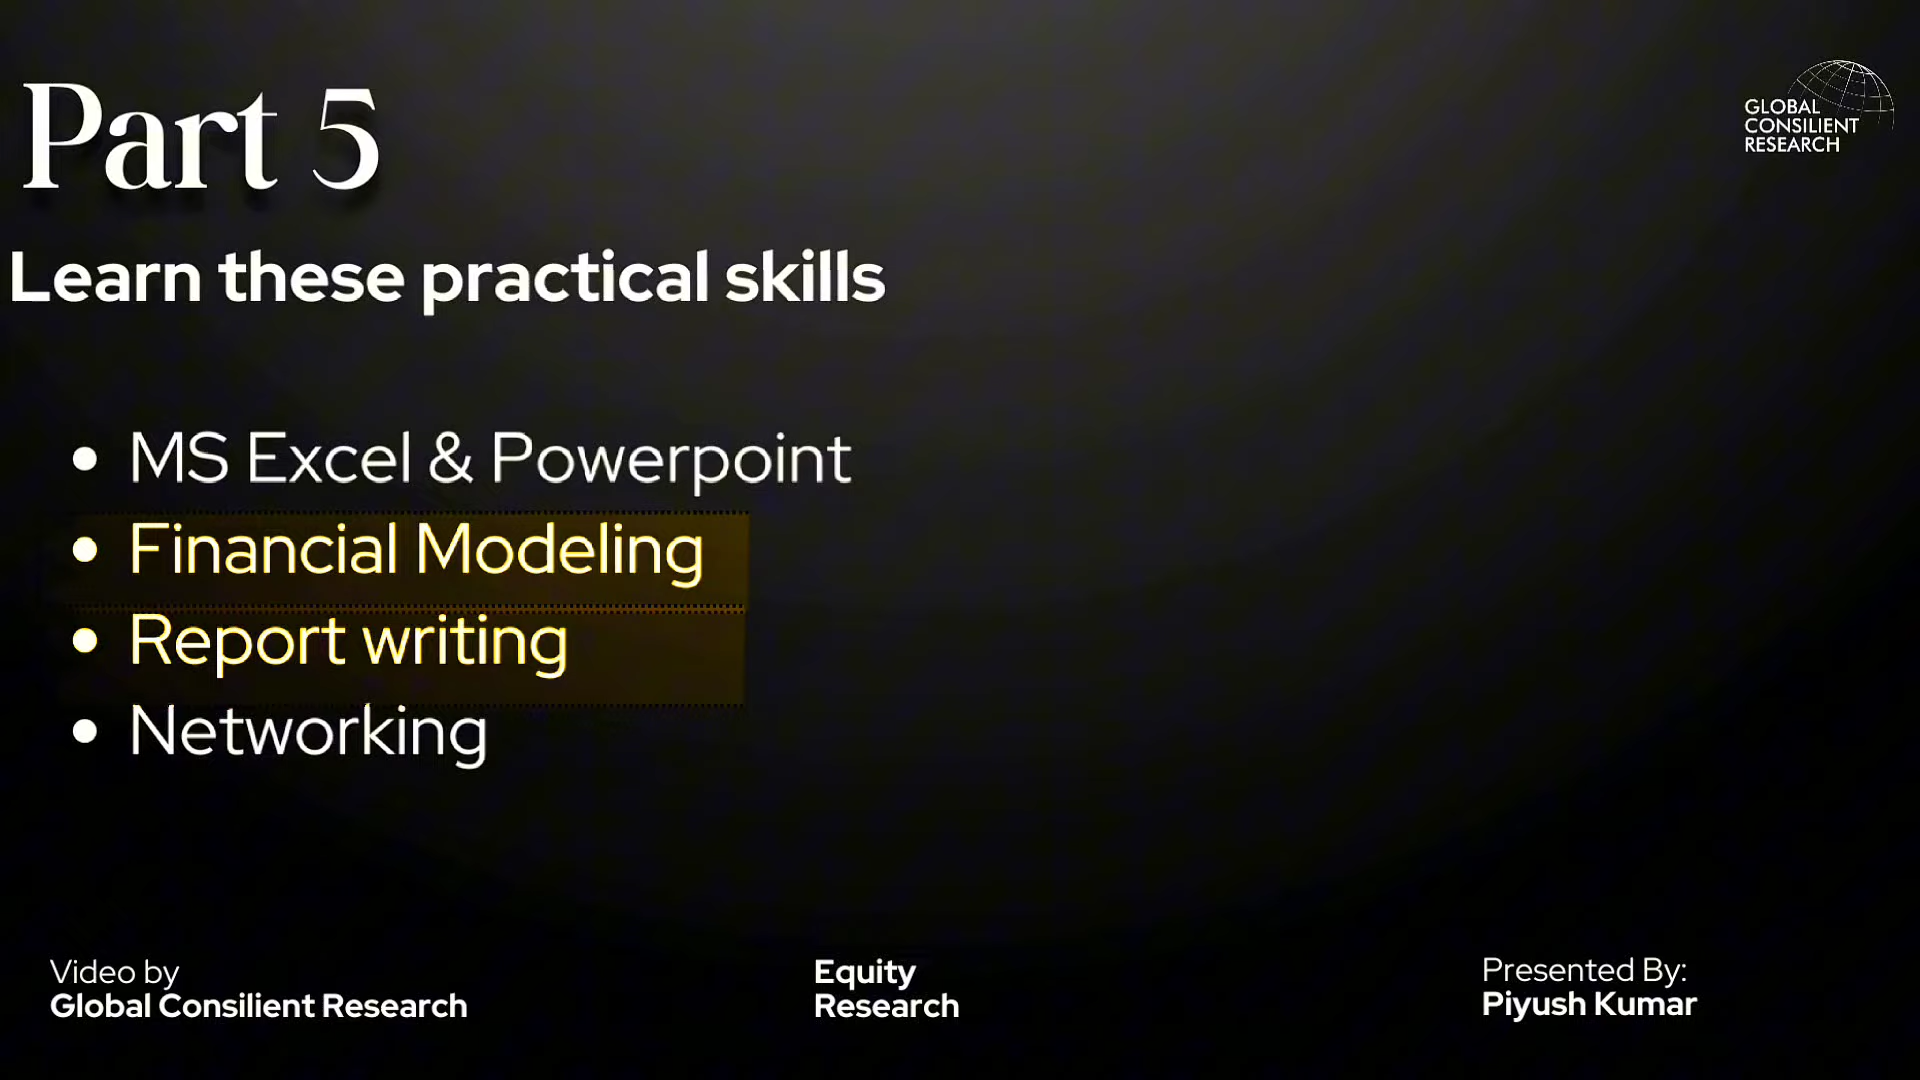 Part 5
GLOBAL
CONSILIENT
RESEARCH
Learn these practical skills
• MS Excel & Powerpoint
• Financial Modeling
• Report writing
• Networking
Video by
Global Consilient Research
Equity
Research
Presented By:
Piyush Kumar